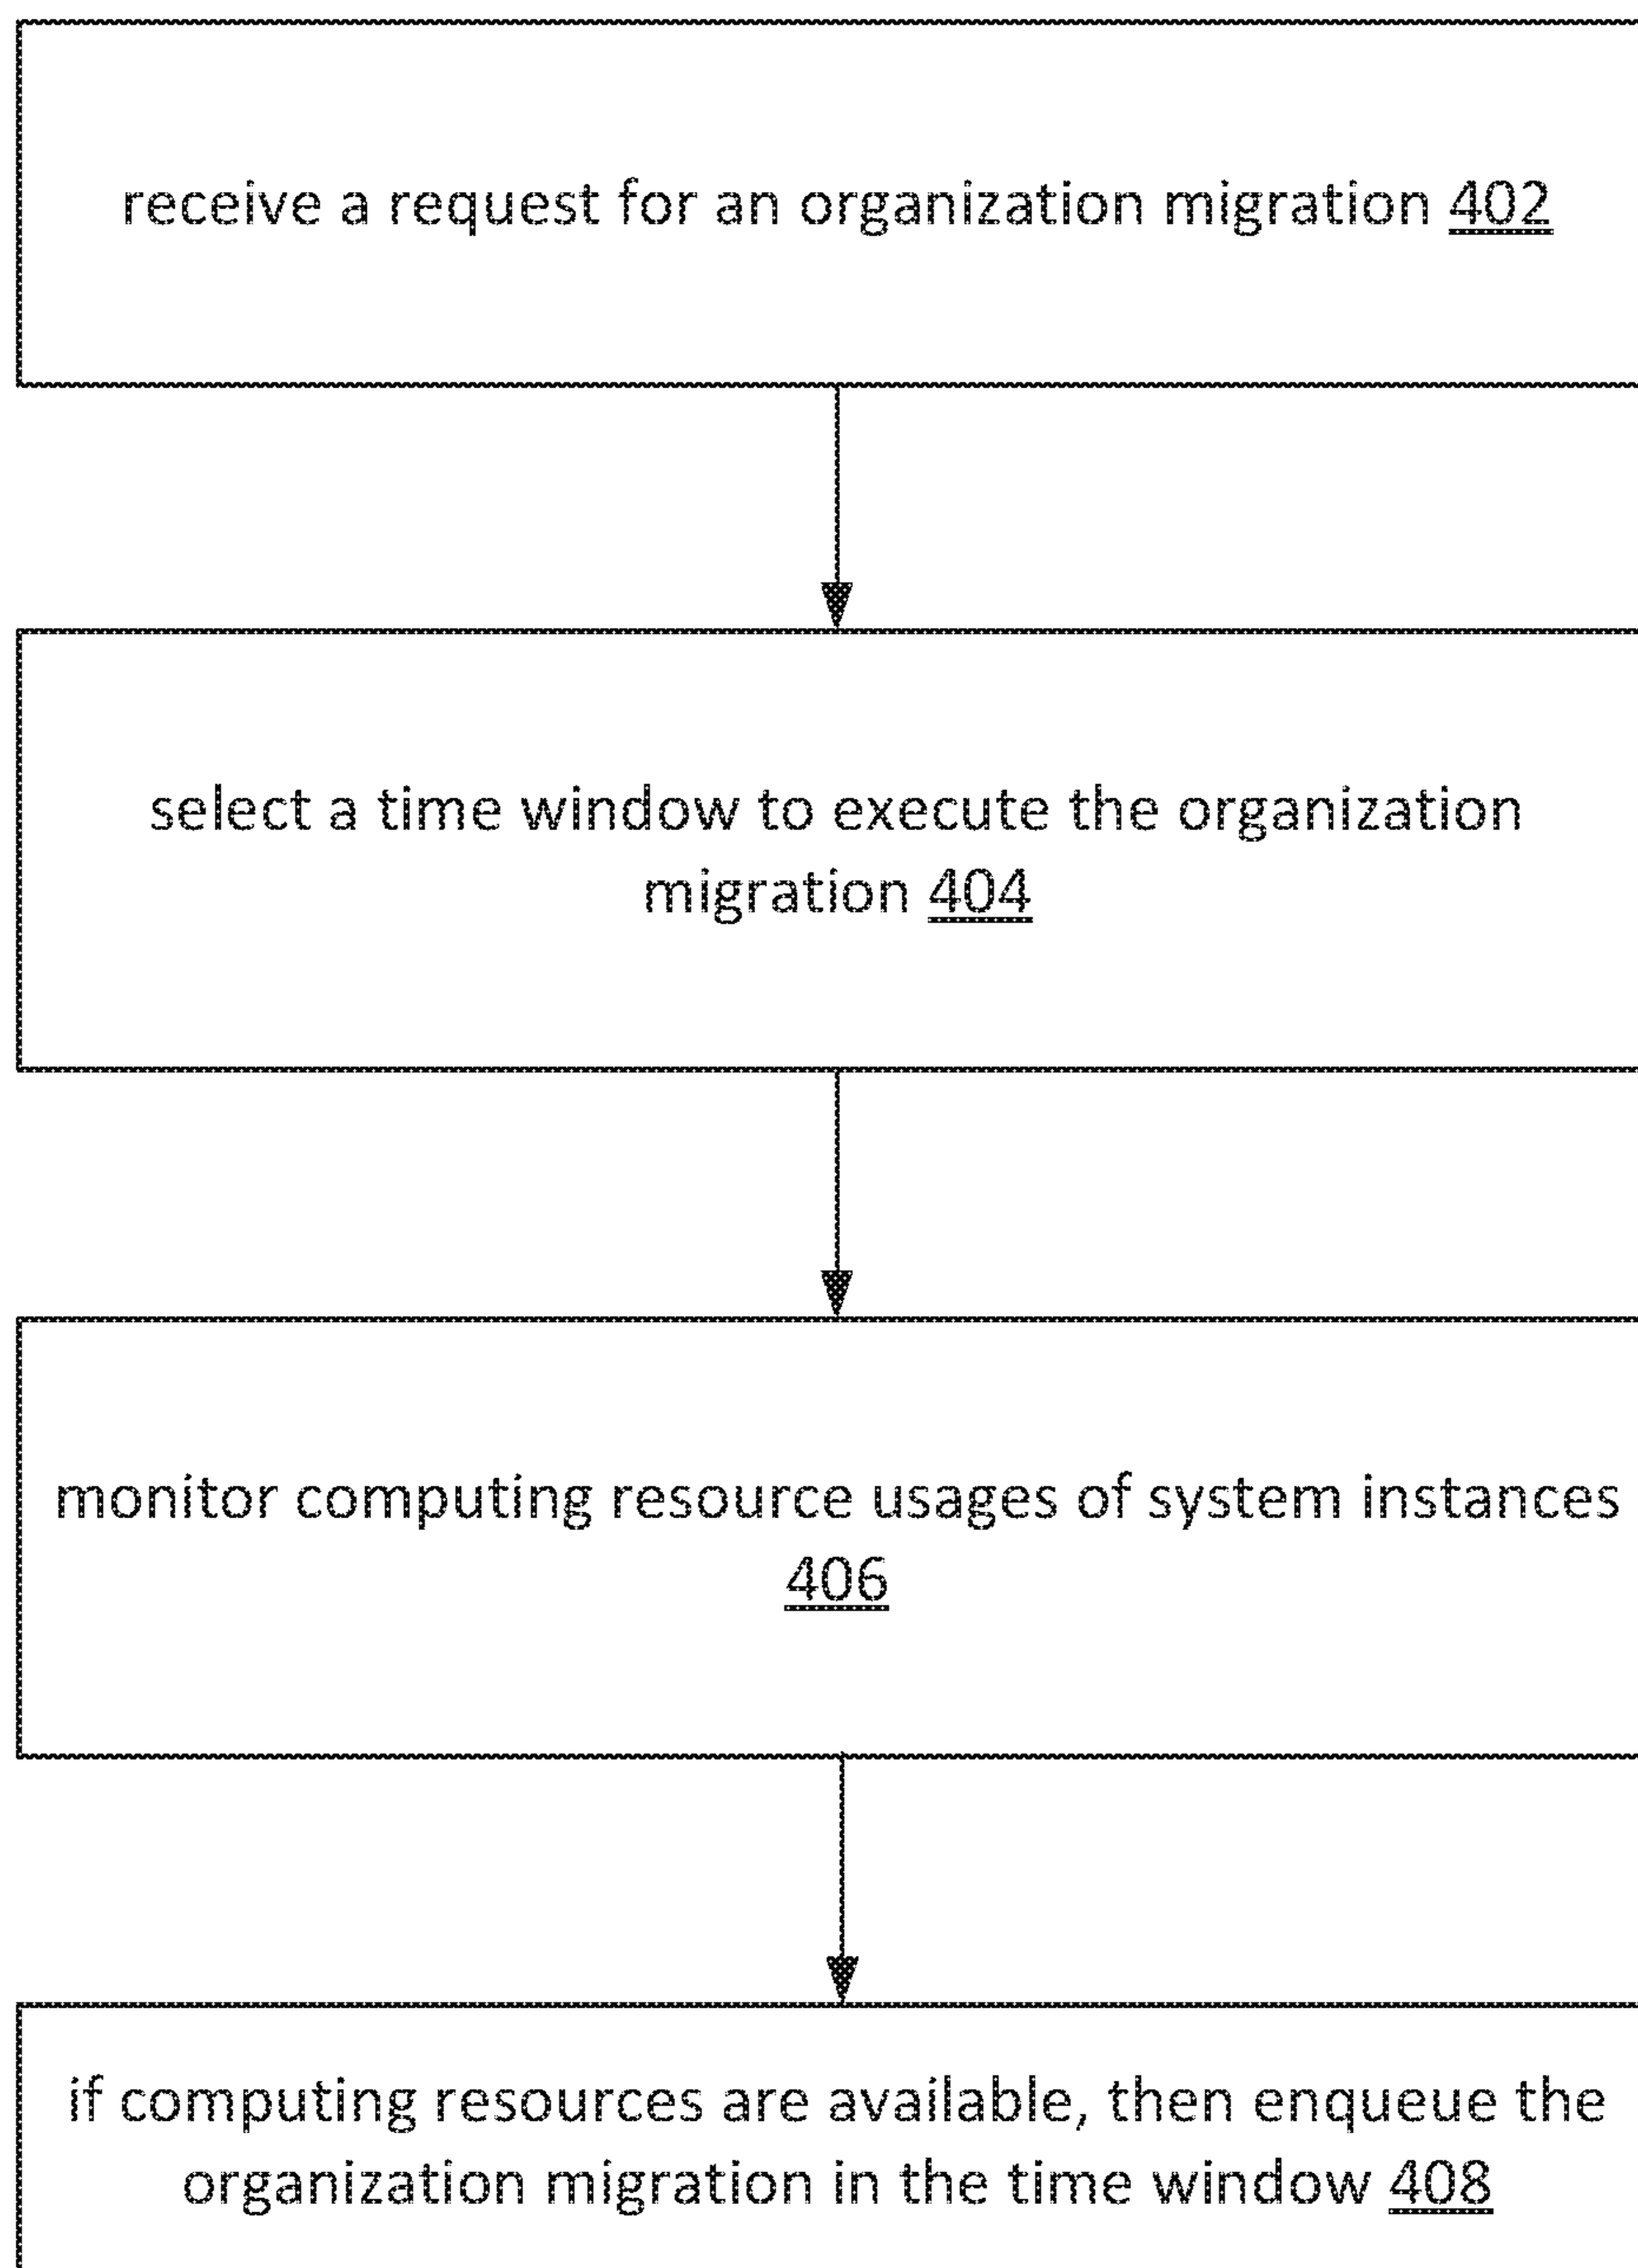 receive a request for an organization migration 402
select a time window to execute the organization
migration 404
monitor computing resource usages of system instances
406
if computing resources are available, then enqueue the
organization migration in the time window 408